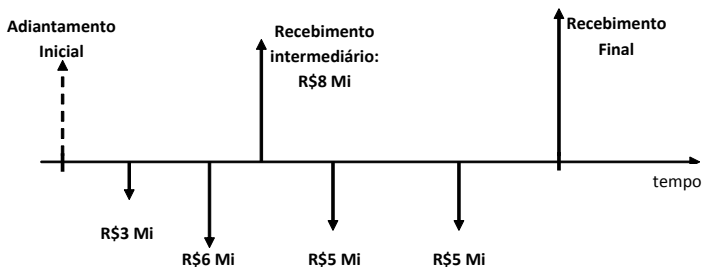 Adiantamento
Inicial
Recebimento
intermediário:
R$8 Mi
Recebimento
Final
tempo
R$3 Mi
R$6 Mi
R$5 Mi
R$5 Mi